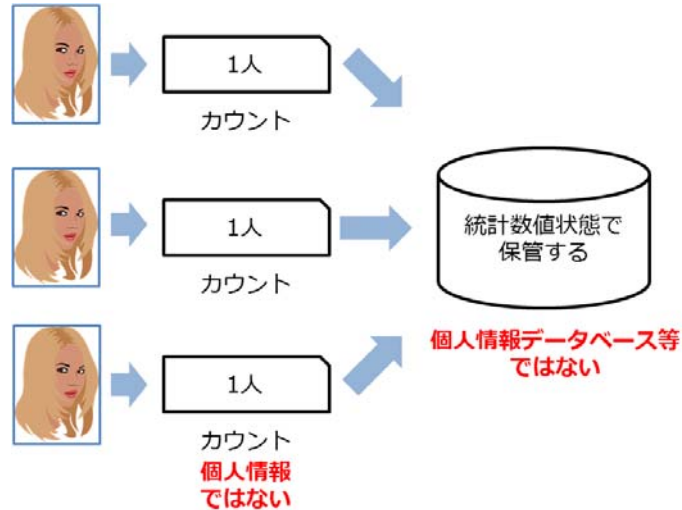 1人
カウント
1人
カウント
1人
カウント
個人情報
ではない
統計数値状態で
保管する
個人情報データベース等
ではない